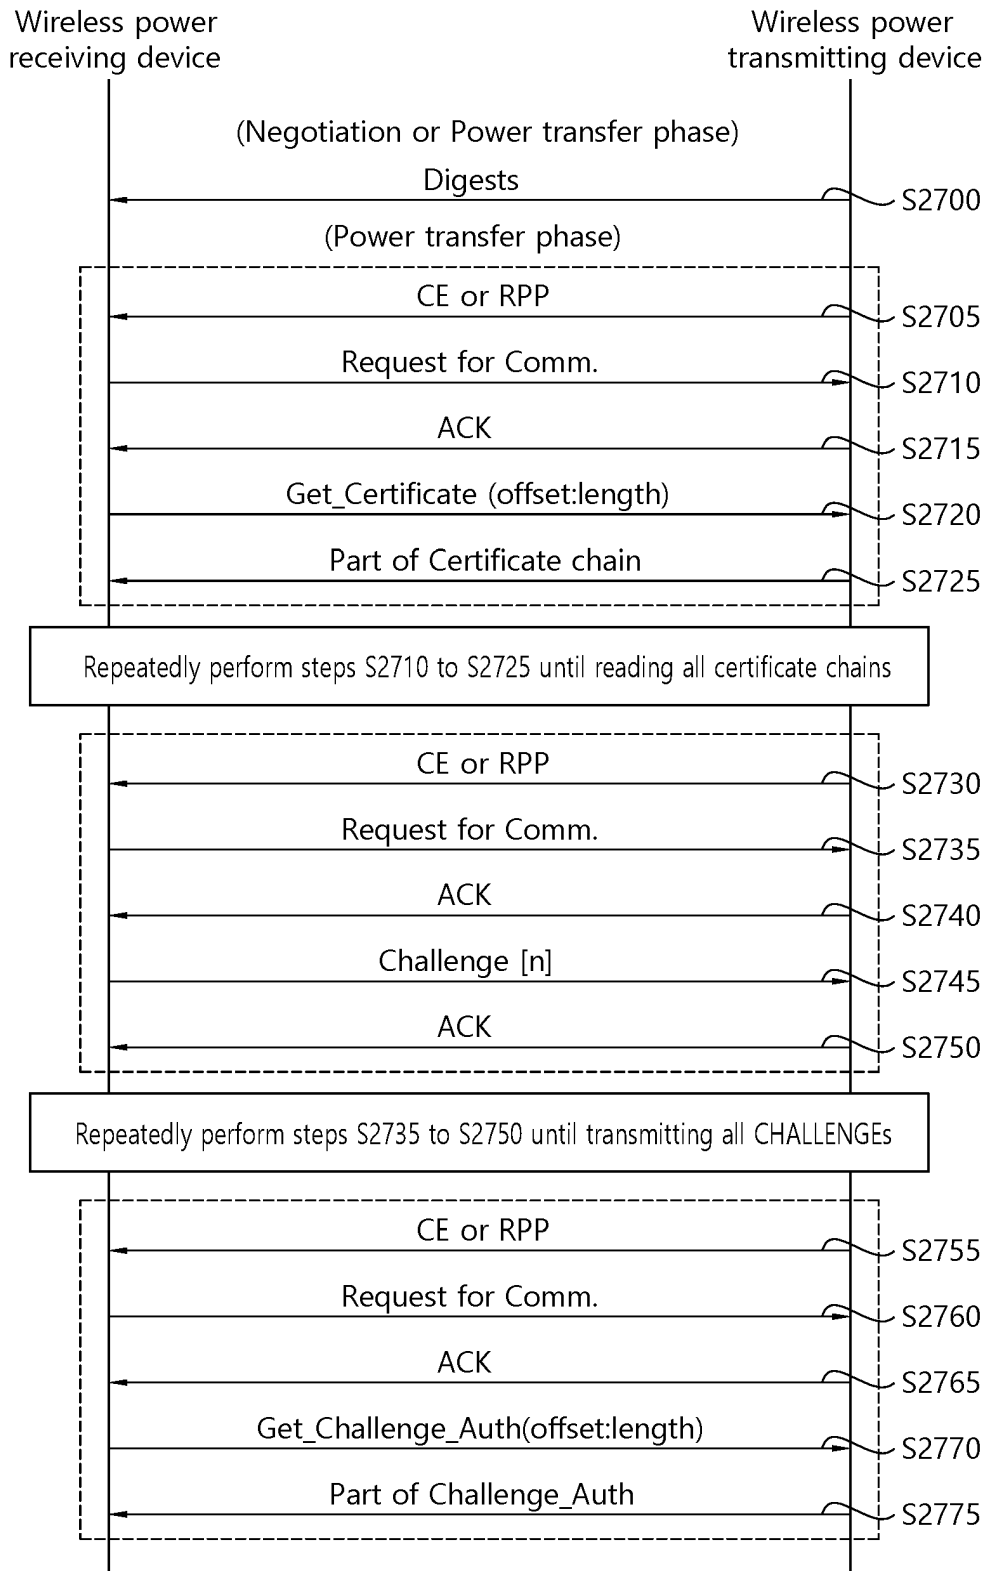 Wireless power
receiving device
Wireless power
transmitting device
(Negotiation or Power transfer phase)
Digests
S2700
(Power transfer phase)
CE or RPP
S2705
Request for Comm.
S2710
ACK
S2715
Get_Certificate (offset:length)
S2720
Part of Certificate chain
S2725
Repeatedly perform steps S2710 to S2725 until reading all certificate chains
CE or RPP
S2730
Request for Comm.
S2735
ACK
S2740
Challenge [n]
S2745
ACK
S2750
Repeatedly perform steps S2735 to S2750 until transmitting all CHALLENGEs
CE or RPP
S2755
Request for Comm.
S2760
ACK
S2765
Get_Challenge_Auth(offset:length)
S2770
Part of Challenge_Auth
S2775